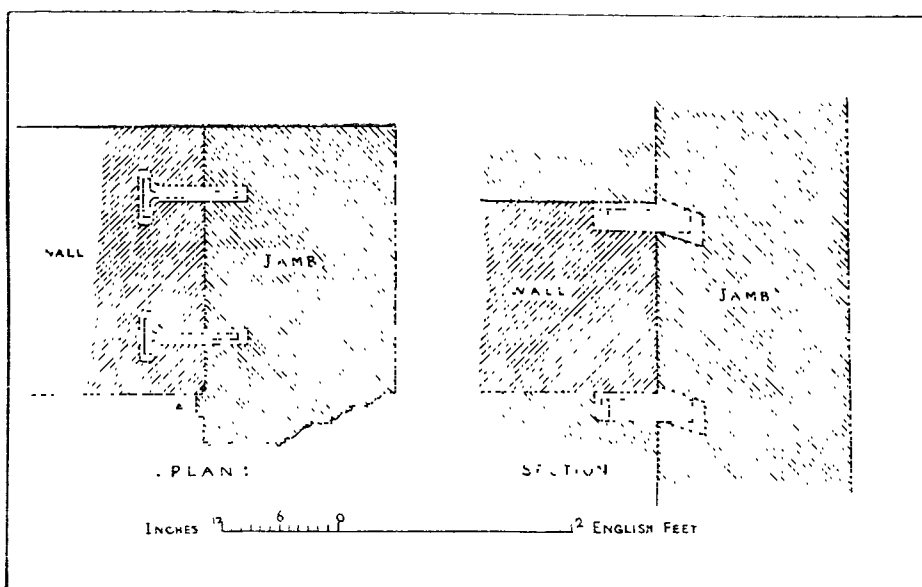 WALL
JAMB
WALL
JAMB
PLAN:
SECTION
INCHES 12 6 0 2 ENGLISH FEET